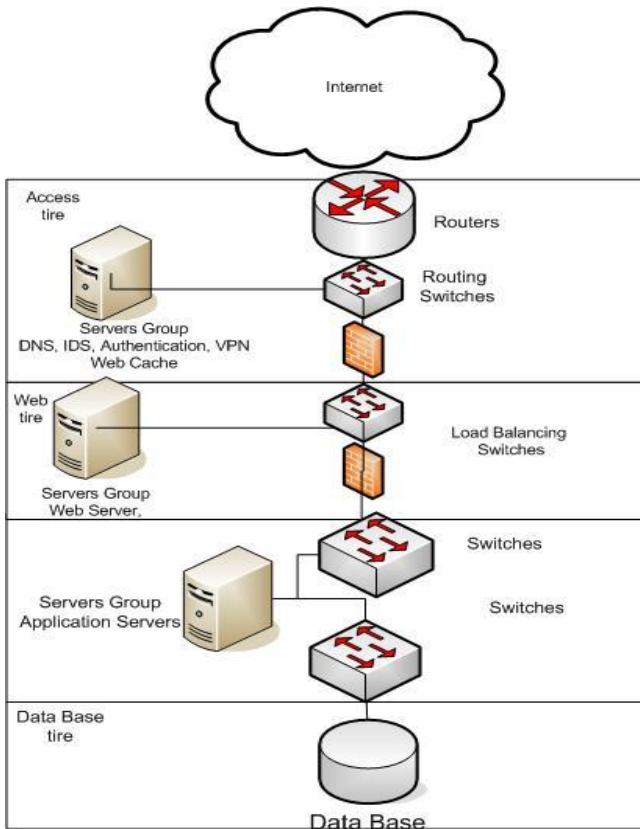 Internet
Access
tire
Routers
Routing
Switches
Servers Group
DNS, IDS, Authentication, VPN
Web Cache
Web
tire
Load Balancing
Switches
Servers Group
Web Server,
Switches
Servers Group
Application Servers
Switches
Data Base
tire
Data Base